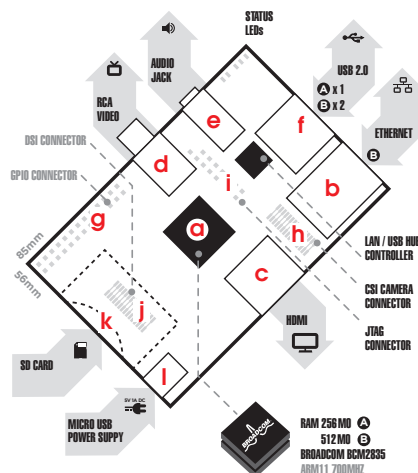 STATUS
LEDs
AUDIO
JACK
USB 2.0
A x 1
B x 2
RCA
VIDEO
ETHERNET
B
DSI CONNECTOR
GPIO CONNECTOR
e
f
d
i
b
g
a
h
c
j
k
l
85mm
56mm
LAN / USB HUB
CONTROLLER
CSI CAMERA
CONNECTOR
JTAG
CONNECTOR
HDMI
SD CARD
5V 1A DC
MICRO USB
POWER SUPPY
BROADCOM
RAM 256MO A
512MO B
BROADCOM BCM2835
ARM11 700MHZ